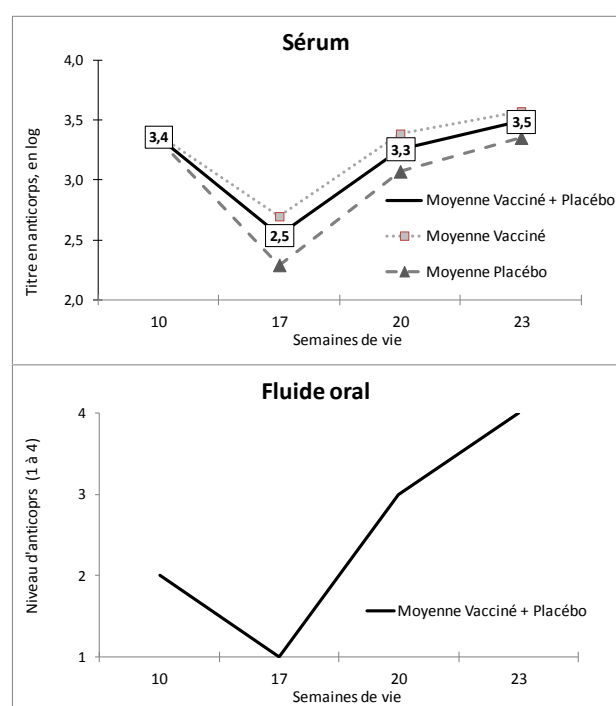 Sérum
Titre en anticorps, en log
4,0
3,5
3,0
2,5
2,0
3,4
2,5
3,3
3,5
Moyenne Vacciné + Placébo
Moyenne Vacciné
Moyenne Placébo
10 17 20 23
Semaines de vie
Fluide oral
Niveau d'anticoprs (1 à 4)
4
3
2
1
Moyenne Vacciné + Placébo
10 17 20 23
Semaines de vie